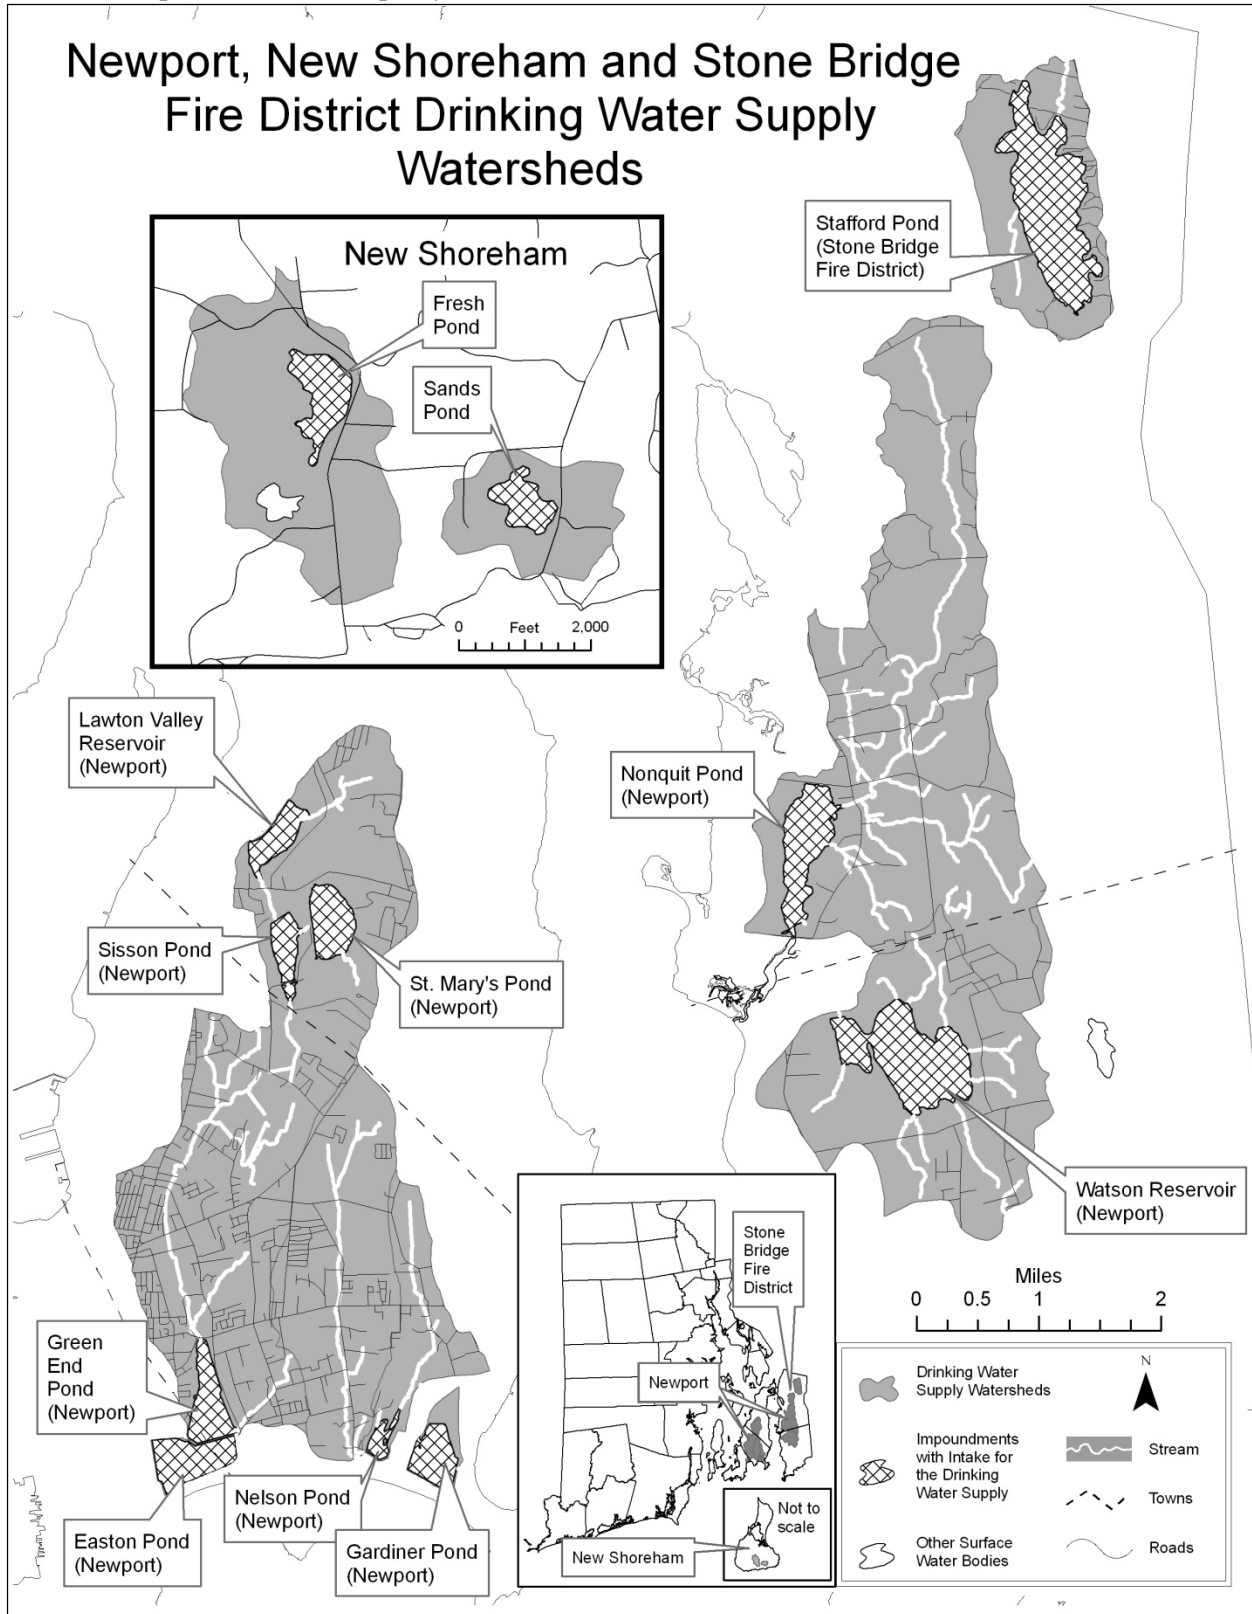 Newport, New Shoreham and Stone Bridge
Fire District Drinking Water Supply
Watersheds
Stafford Pond
(Stone Bridge
Fire District)
New Shoreham
Fresh
Pond
Sands
Pond
0 Feet 2,000
Lawton Valley
Reservoir
(Newport)
Nonquit Pond
(Newport)
Sisson Pond
(Newport)
St. Mary's Pond
(Newport)
Watson Reservoir
(Newport)
Green
End
Pond
(Newport)
Easton Pond
(Newport)
Nelson Pond
(Newport)
Gardiner Pond
(Newport)
Stone
Bridge
Fire
District
Newport
New Shoreham
Not to
scale
Miles
0 0.5 1 2
Drinking Water
Supply Watersheds
N
Impoundments
with Intake for
the Drinking
Water Supply
Stream
Towns
Other Surface
Water Bodies
Roads